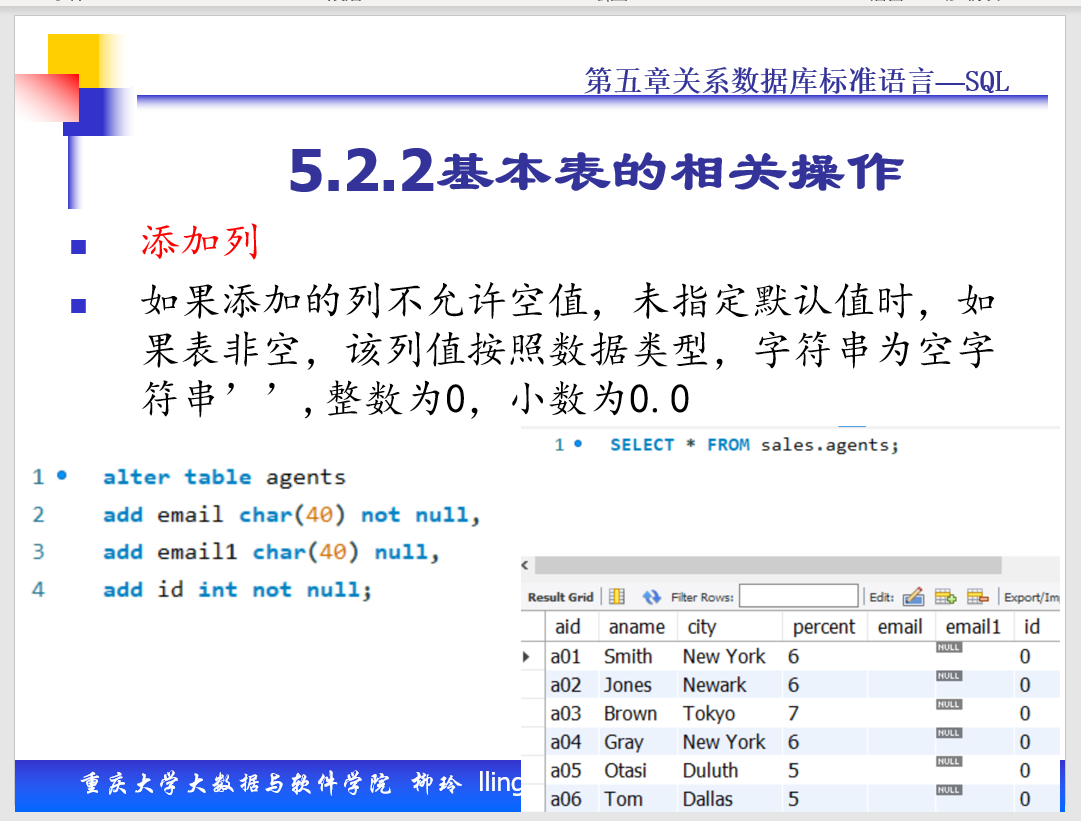 第五章关系数据库标准语言—SQL
5.2.2基本表的相关操作
添加列
如果添加的列不允许空值，未指定默认值时，如
果表非空，该列值按照数据类型，字符串为空字
符串’’,整数为0，小数为0.0
1 alter table agents
2 add email char(40) not null,
3 add email1 char(40) null,
4 add id int not null;
1 SELECT * FROM sales.agents;
Result Grid Filter Rows: Edit: Export/Im
aid aname city percent email email1 id
a01 Smith New York 6 NULL 0
a02 Jones Newark 6 NULL 0
a03 Brown Tokyo 7 NULL 0
a04 Gray New York 6 NULL 0
a05 Otasi Duluth 5 NULL 0
a06 Tom Dallas 5 NULL 0
重庆大学大数据与软件学院 柳玲 lling